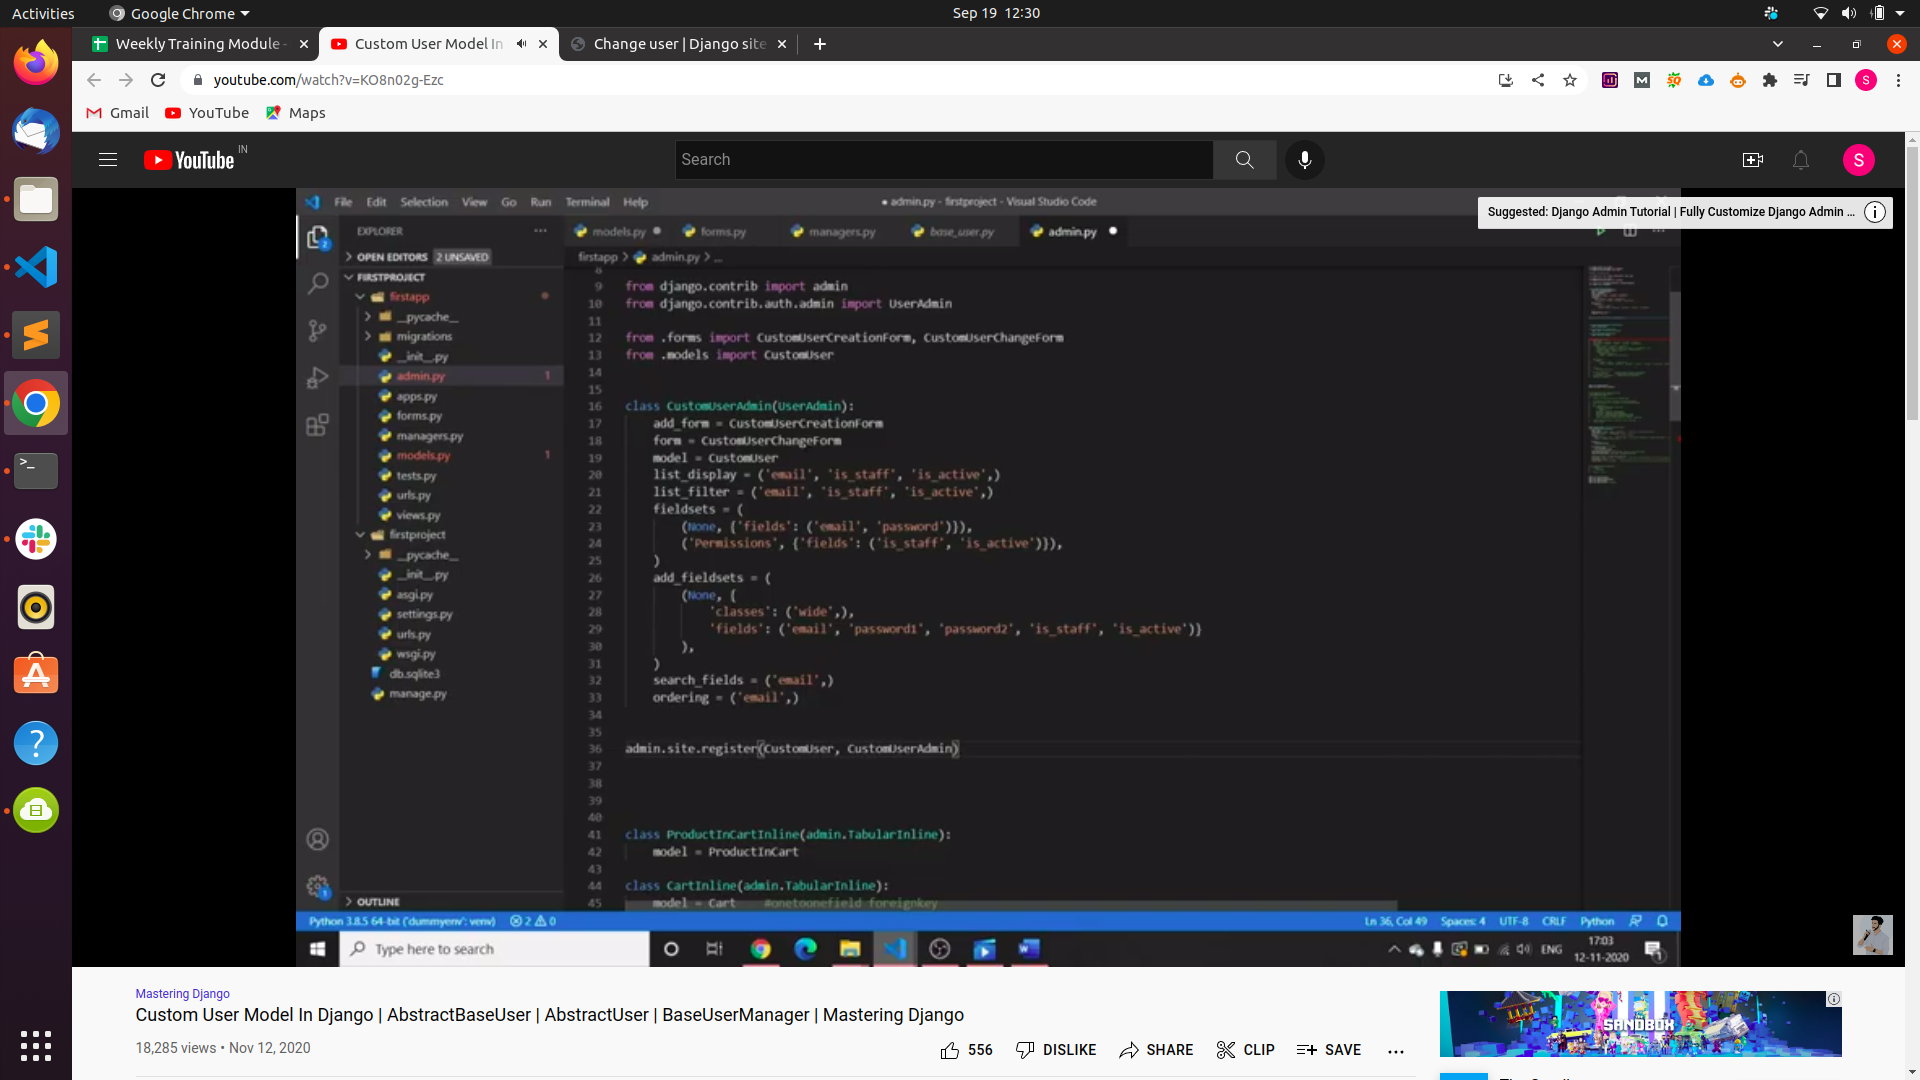 Activities
Google Chrome
Sep 19 12:30
Weekly Training Module -
Custom User Model In
Change user | Django site
youtube.com/watch?v=KO8n02g-Ezc
S
Gmail
YouTube
Maps
YouTube IN
Search
S
File Edit Selection View Go Run Terminal Help
● admin.py - firstproject - Visual Studio Code
Suggested: Django Admin Tutorial | Fully Customize Django Admin ...
EXPLORER
models.py
forms.py
managers.py
base_user.py
admin.py
OPEN EDITORS 2 UNSAVED
firstapp > admin.py > ...
FIRSTPROJECT
firstapp
__pycache__
migrations
__init__.py
admin.py 1
apps.py
forms.py
managers.py
models.py 1
tests.py
urls.py
views.py
firstproject
__pycache__
__init__.py
asgi.py
settings.py
urls.py
wsgi.py
db.sqlite3
manage.py
OUTLINE
8
9 from django.contrib import admin
10 from django.contrib.auth.admin import UserAdmin
11
12 from .forms import CustomUserCreationForm, CustomUserChangeForm
13 from .models import CustomUser
14
15
16 class CustomUserAdmin(UserAdmin):
17 add_form = CustomUserCreationForm
18 form = CustomUserChangeForm
19 model = CustomUser
20 list_display = ('email', 'is_staff', 'is_active',)
21 list_filter = ('email', 'is_staff', 'is_active',)
22 fieldsets = (
23 (None, {'fields': ('email', 'password')}),
24 ('Permissions', {'fields': ('is_staff', 'is_active')}),
25 )
26 add_fieldsets = (
27 (None, {
28 'classes': ('wide',),
29 'fields': ('email', 'password1', 'password2', 'is_staff', 'is_active')}
30 ),
31 )
32 search_fields = ('email',)
33 ordering = ('email',)
34
35
36 admin.site.register(CustomUser, CustomUserAdmin)
37
38
39
40
41 class ProductInCartInline(admin.TabularInline):
42 model = ProductInCart
43
44 class CartInline(admin.TabularInline):
45 model = Cart #onetoonefield foreignkey
Python 3.8.5 64-bit ('dummyenv': venv) 2 0
Ln 36, Col 49 Spaces: 4 UTF-8 CRLF Python
Type here to search
ENG
17:03
12-11-2020
Mastering Django
Custom User Model In Django | AbstractBaseUser | AbstractUser | BaseUserManager | Mastering Django
18,285 views • Nov 12, 2020
556 DISLIKE SHARE CLIP SAVE
SANDBOX